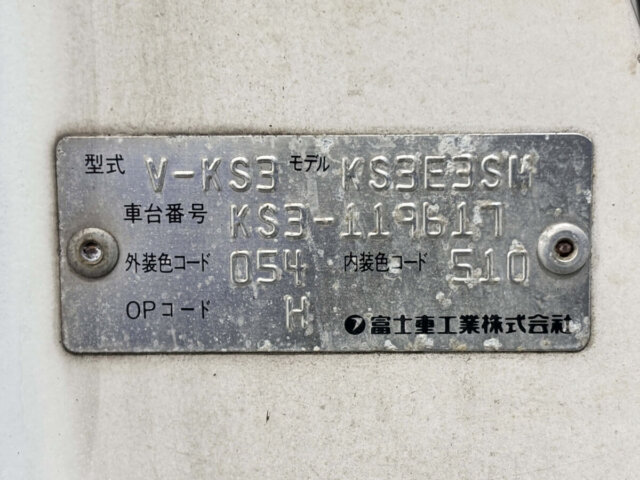 型式 V-KS3 モデル KS3E3SM
車台番号 KS3-119617
外装色コード 054 内装色コード 510
OPコード H 富士重工業株式会社